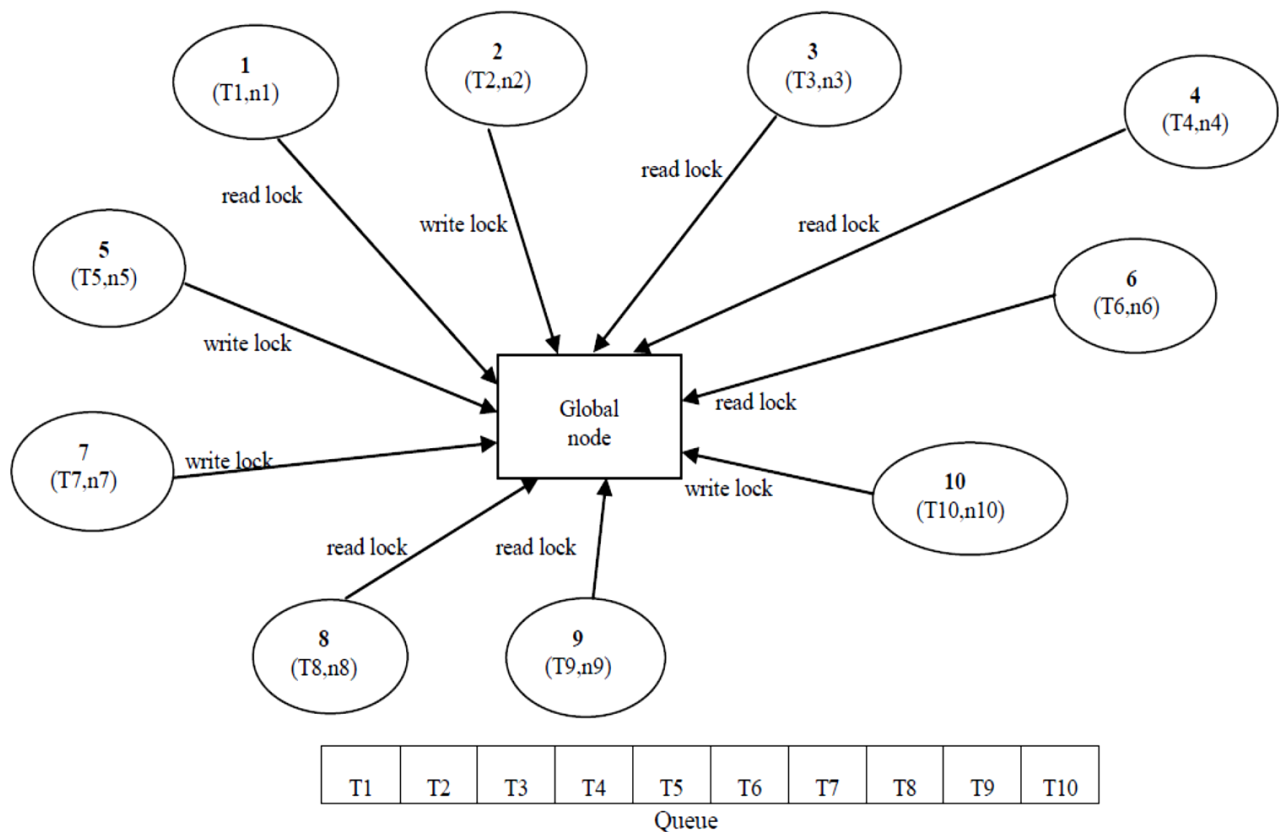 1
(T1,n1)
2
(T2,n2)
3
(T3,n3)
4
(T4,n4)
read lock
write lock
read lock
read lock
5
(T5,n5)
write lock
6
(T6,n6)
read lock
Global
node
7
(T7,n7)
write lock
10
(T10,n10)
write lock
read lock
read lock
8
(T8,n8)
9
(T9,n9)
T1 T2 T3 T4 T5 T6 T7 T8 T9 T10
Queue